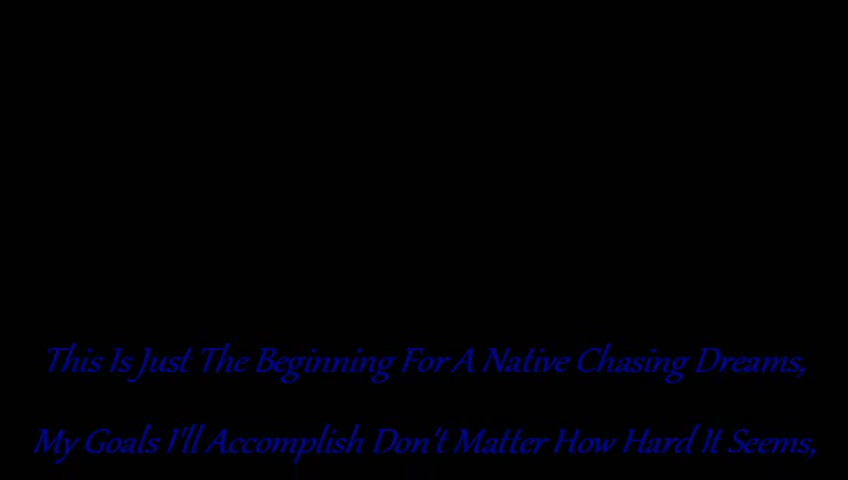 This Is Just The Beginning For A Native Chasing Dreams,
My Goals I'll Accomplish Don't Matter How Hard It Seems,